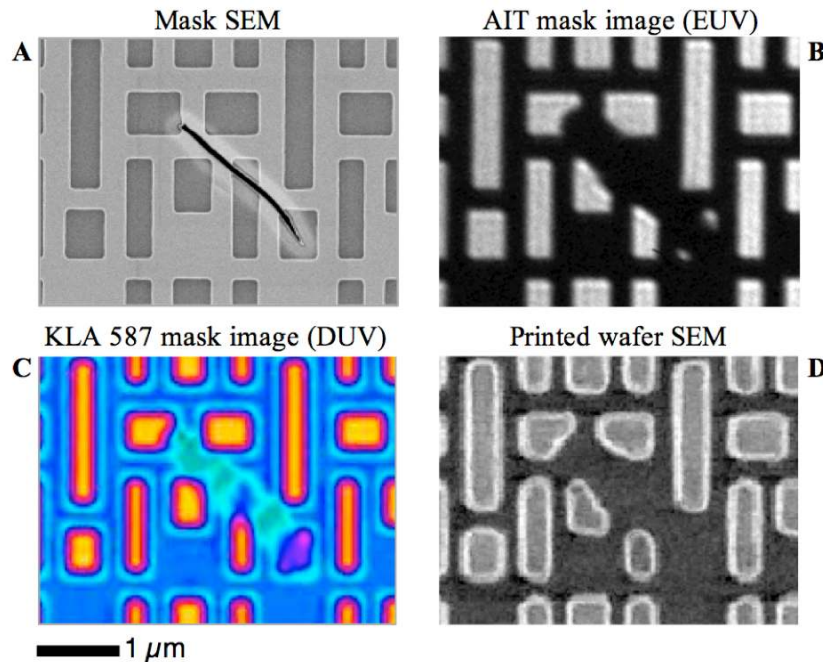 Mask SEM
AIT mask image (EUV)
A
B
KLA 587 mask image (DUV)
Printed wafer SEM
C
D
1 µm